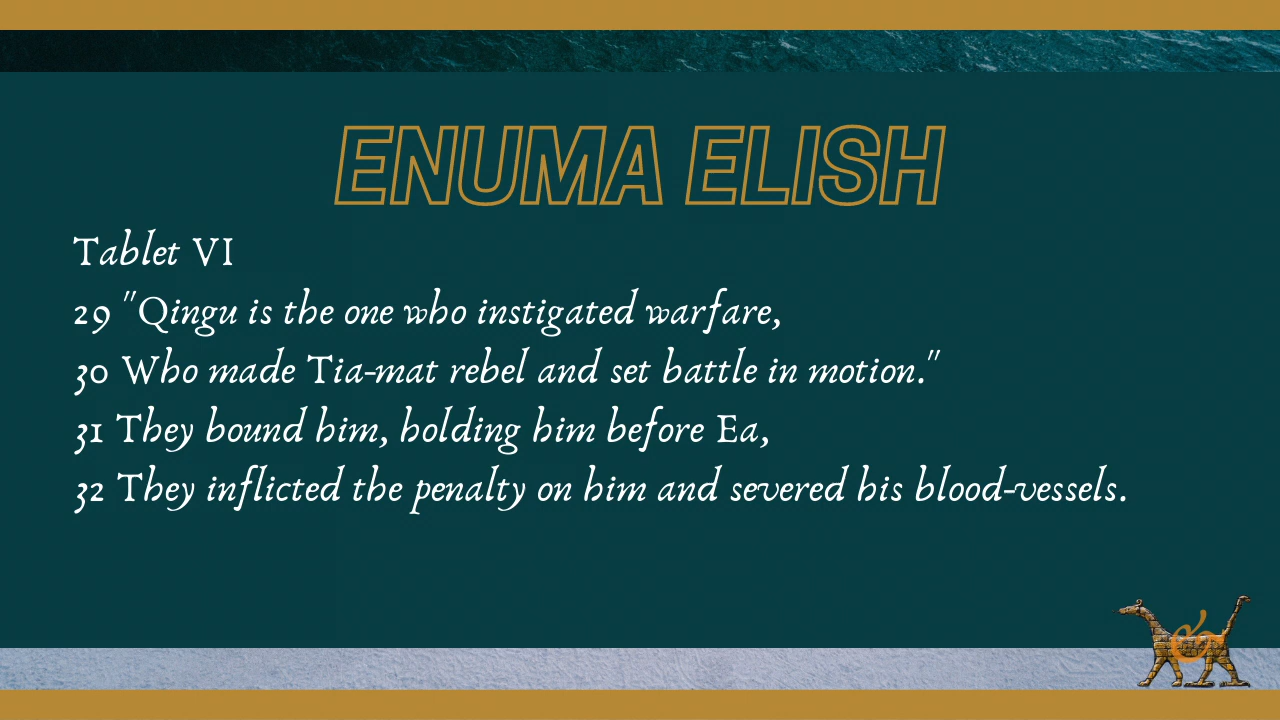 ENUMA ELISH
Tablet VI
29 "Qingu is the one who instigated warfare,
30 Who made Tia-mat rebel and set battle in motion."
31 They bound him, holding him before Ea,
32 They inflicted the penalty on him and severed his blood-vessels.